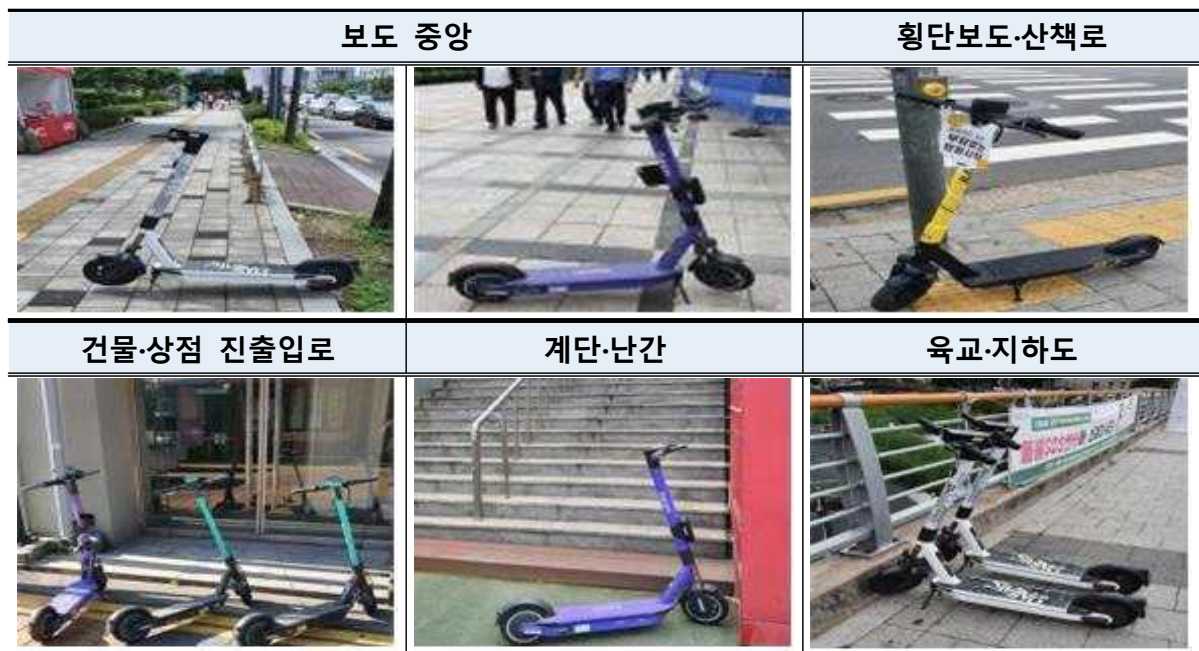 보도 중앙
횡단보도·산책로
건물·상점 진출입로
계단·난간
육교·지하도